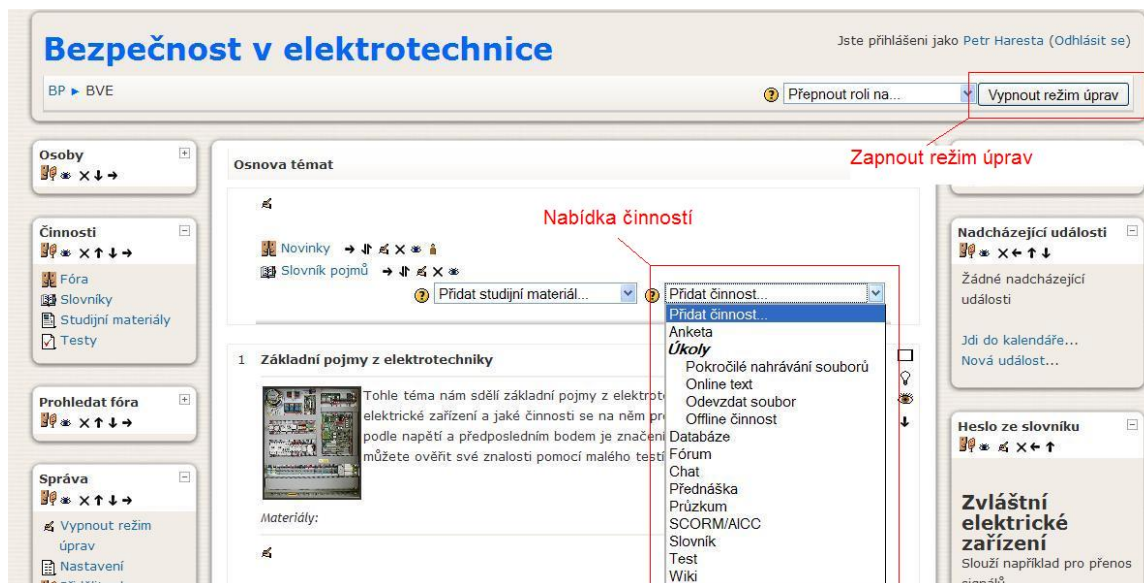 Bezpečnost v elektrotechnice
Jste přihlášeni jako Petr Haresta (Odhlásit se)
BP ► BVE
Přepnout roli na...
Vypnout režim úprav
Zapnout režim úprav
Osoby
Činnosti
Fóra
Slovníky
Studijní materiály
Testy
Prohledat fóra
Správa
Vypnout režim
úprav
Nastavení
Osnova témat
Nabídka činností
Novinky
Slovník pojmů
Přidat studijní materiál...
Přidat činnost...
Přidat činnost...
Anketa
Úkoly
Pokročilé nahrávání souborů
Online text
Odevzdat soubor
Offline činnost
Databáze
Fórum
Chat
Přednáška
Průzkum
SCORM/AICC
Slovník
Test
Wiki
1 Základní pojmy z elektrotechniky
Tohle téma nám sdělí základní pojmy z
elektrické zařízení a jaké činnosti se na něm
podle napětí a předposledním bodem je
můžete ověřit své znalosti pomocí malého
Materiály:
Nadcházející události
Žádné nadcházející
události
Jdi do kalendáře...
Nová událost...
Heslo ze slovníku
Zvláštní
elektrické
zařízení
Slouží například pro přenos